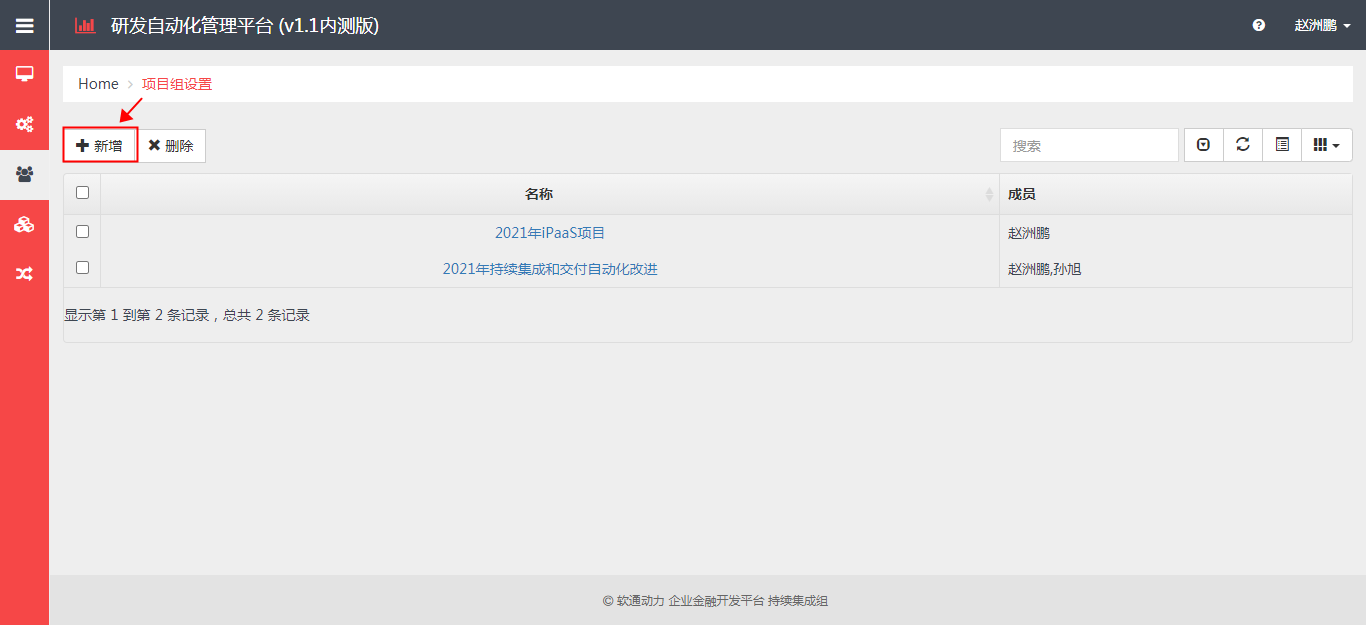 研发自动化管理平台 (v1.1内测版)
赵洲鹏
Home 项目组设置
新增 删除 搜索
名称 成员
2021年iPaaS项目 赵洲鹏
2021年持续集成和交付自动化改进 赵洲鹏,孙旭
显示第 1 到第 2 条记录，总共 2 条记录
© 软通动力 企业金融开发平台 持续集成组